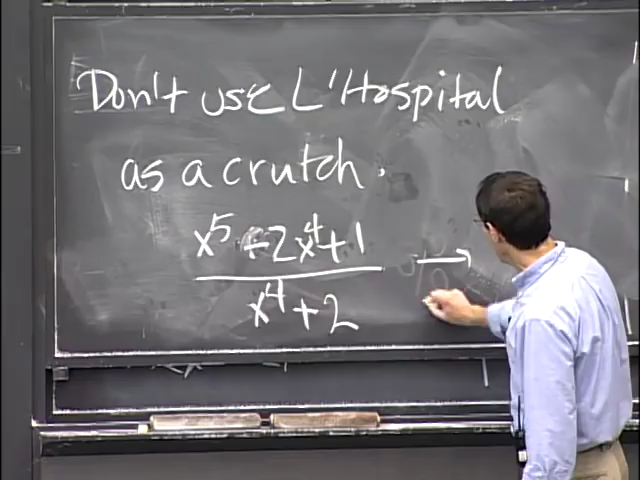 Don't use L'Hospital
as a crutch.
x⁵+2x⁴+1
x⁴+2
→